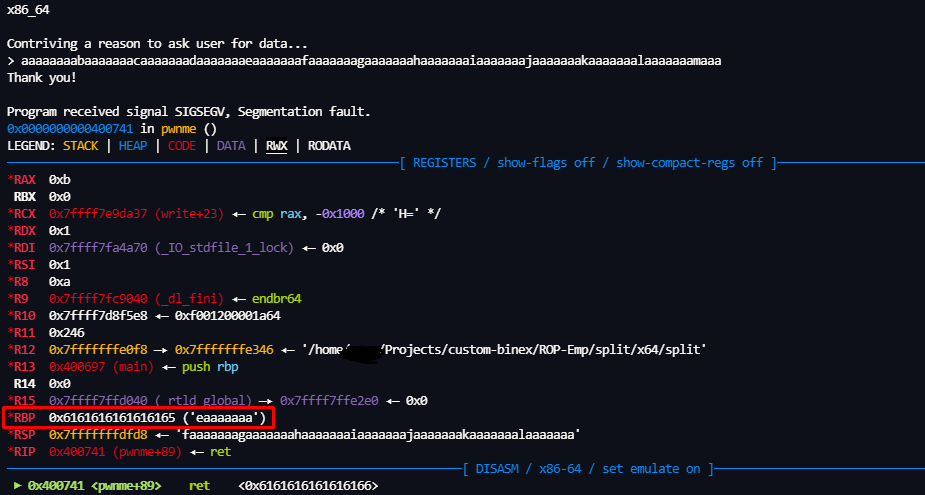 x86_64
Contriving a reason to ask user for data...
> aaaaaaaabaaaaaaacaaaaaaadaaaaaaaeaaaaaaafaaaaaaagaaaaaaahaaaaaaaiaaaaaaajaaaaaaakaaaaaaalaaaaaaamaaa
Thank you!
Program received signal SIGSEGV, Segmentation fault.
0x0000000000400741 in pwnme ()
LEGEND: STACK | HEAP | CODE | DATA | RWX | RODATA
[ REGISTERS / show-flags off / show-compact-regs off ]
*RAX 0xb
RBX 0x0
*RCX 0x7ffff7e9da37 (write+23) ◂— cmp rax, -0x1000 /* 'H=' */
*RDX 0x1
*RDI 0x7ffff7fa4a70 (_IO_stdfile_1_lock) ◂— 0x0
*RSI 0x1
*R8 0xa
*R9 0x7ffff7fc9040 (_dl_fini) ◂— endbr64
*R10 0x7ffff7d8f5e8 ◂— 0xf001200001a64
*R11 0x246
*R12 0x7fffffffe0f8 —▸ 0x7fffffffe346 ◂— '/home/ /Projects/custom-binex/ROP-Emp/split/x64/split'
*R13 0x400697 (main) ◂— push rbp
R14 0x0
*R15 0x7ffff7ffd040 (_rtld_global) —▸ 0x7ffff7ffe2e0 ◂— 0x0
*RBP 0x6161616161616165 ('eaaaaaaa')
*RSP 0x7fffffffdfd8 ◂— 'faaaaaaagaaaaaaahaaaaaaaiaaaaaaajaaaaaaakaaaaaaalaaaaaaa'
*RIP 0x400741 (pwnme+89) ◂— ret
[ DISASM / x86-64 / set emulate on ]
► 0x400741 <pwnme+89> ret <0x6161616161616166>